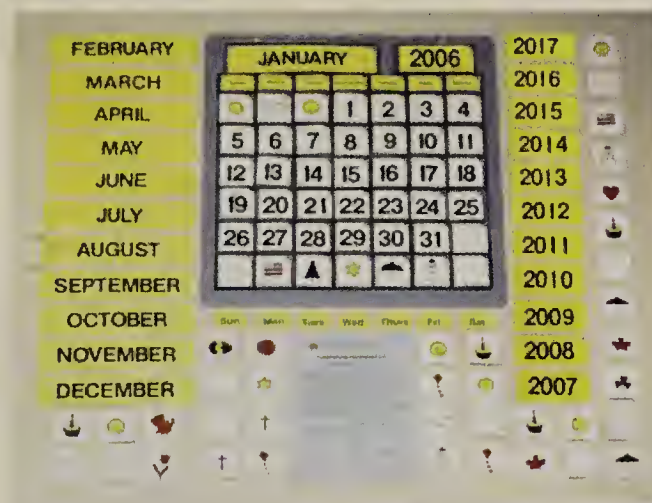 FEBRUARY
MARCH
APRIL
MAY
JUNE
JULY
AUGUST
SEPTEMBER
OCTOBER
NOVEMBER
DECEMBER
JANUARY 2006
1 2 3 4
5 6 7 8 9 10 11
12 13 14 15 16 17 18
19 20 21 22 23 24 25
26 27 28 29 30 31
Sun Mon Tues Wed Thurs Fri Sat
2017
2016
2015
2014
2013
2012
2011
2010
2009
2008
2007